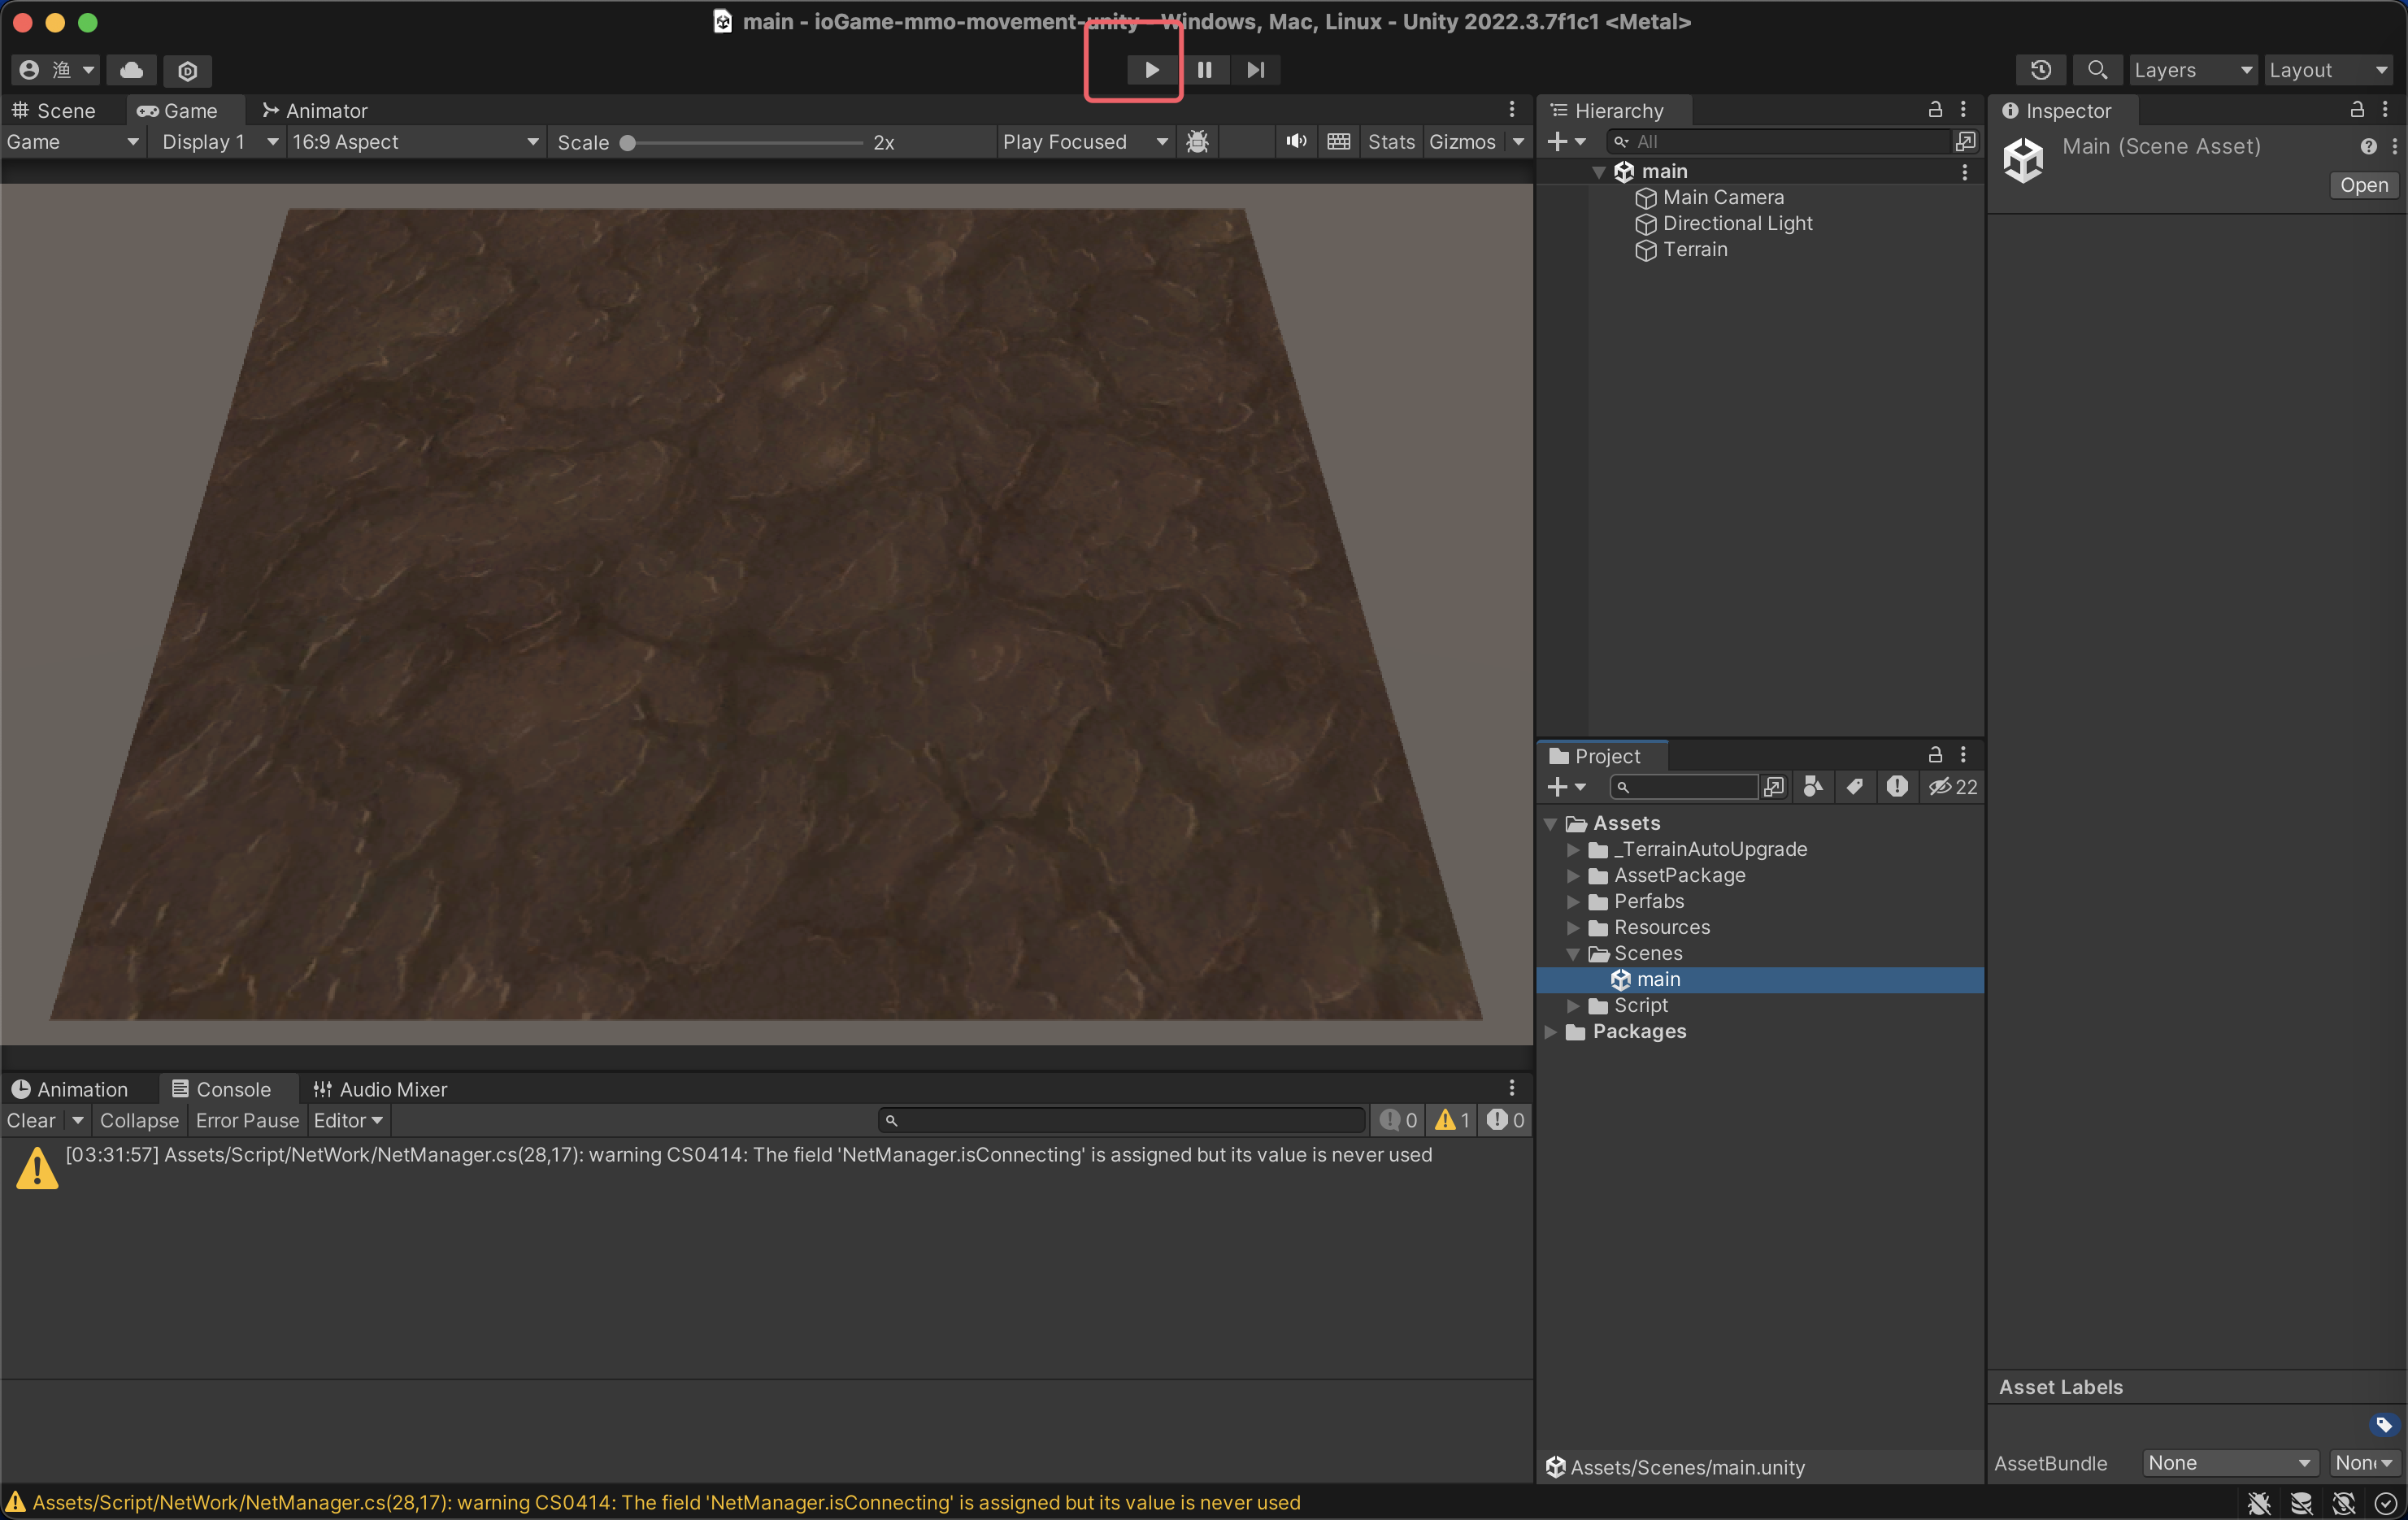 main - ioGame-mmo-movement-unity - Windows, Mac, Linux - Unity 2022.3.7f1c1 <Metal>
渔
Layers
Layout
Scene
Game
Animator
Game
Display 1
16:9 Aspect
Scale
2x
Play Focused
Stats
Gizmos
Hierarchy
All
main
Main Camera
Directional Light
Terrain
Inspector
Main (Scene Asset)
Open
Project
22
Assets
_TerrainAutoUpgrade
AssetPackage
Perfabs
Resources
Scenes
main
Script
Packages
Assets/Scenes/main.unity
Animation
Console
Audio Mixer
Clear
Collapse
Error Pause
Editor
0
1
0
[03:31:57] Assets/Script/NetWork/NetManager.cs(28,17): warning CS0414: The field 'NetManager.isConnecting' is assigned but its value is never used
Asset Labels
AssetBundle
None
Assets/Script/NetWork/NetManager.cs(28,17): warning CS0414: The field 'NetManager.isConnecting' is assigned but its value is never used